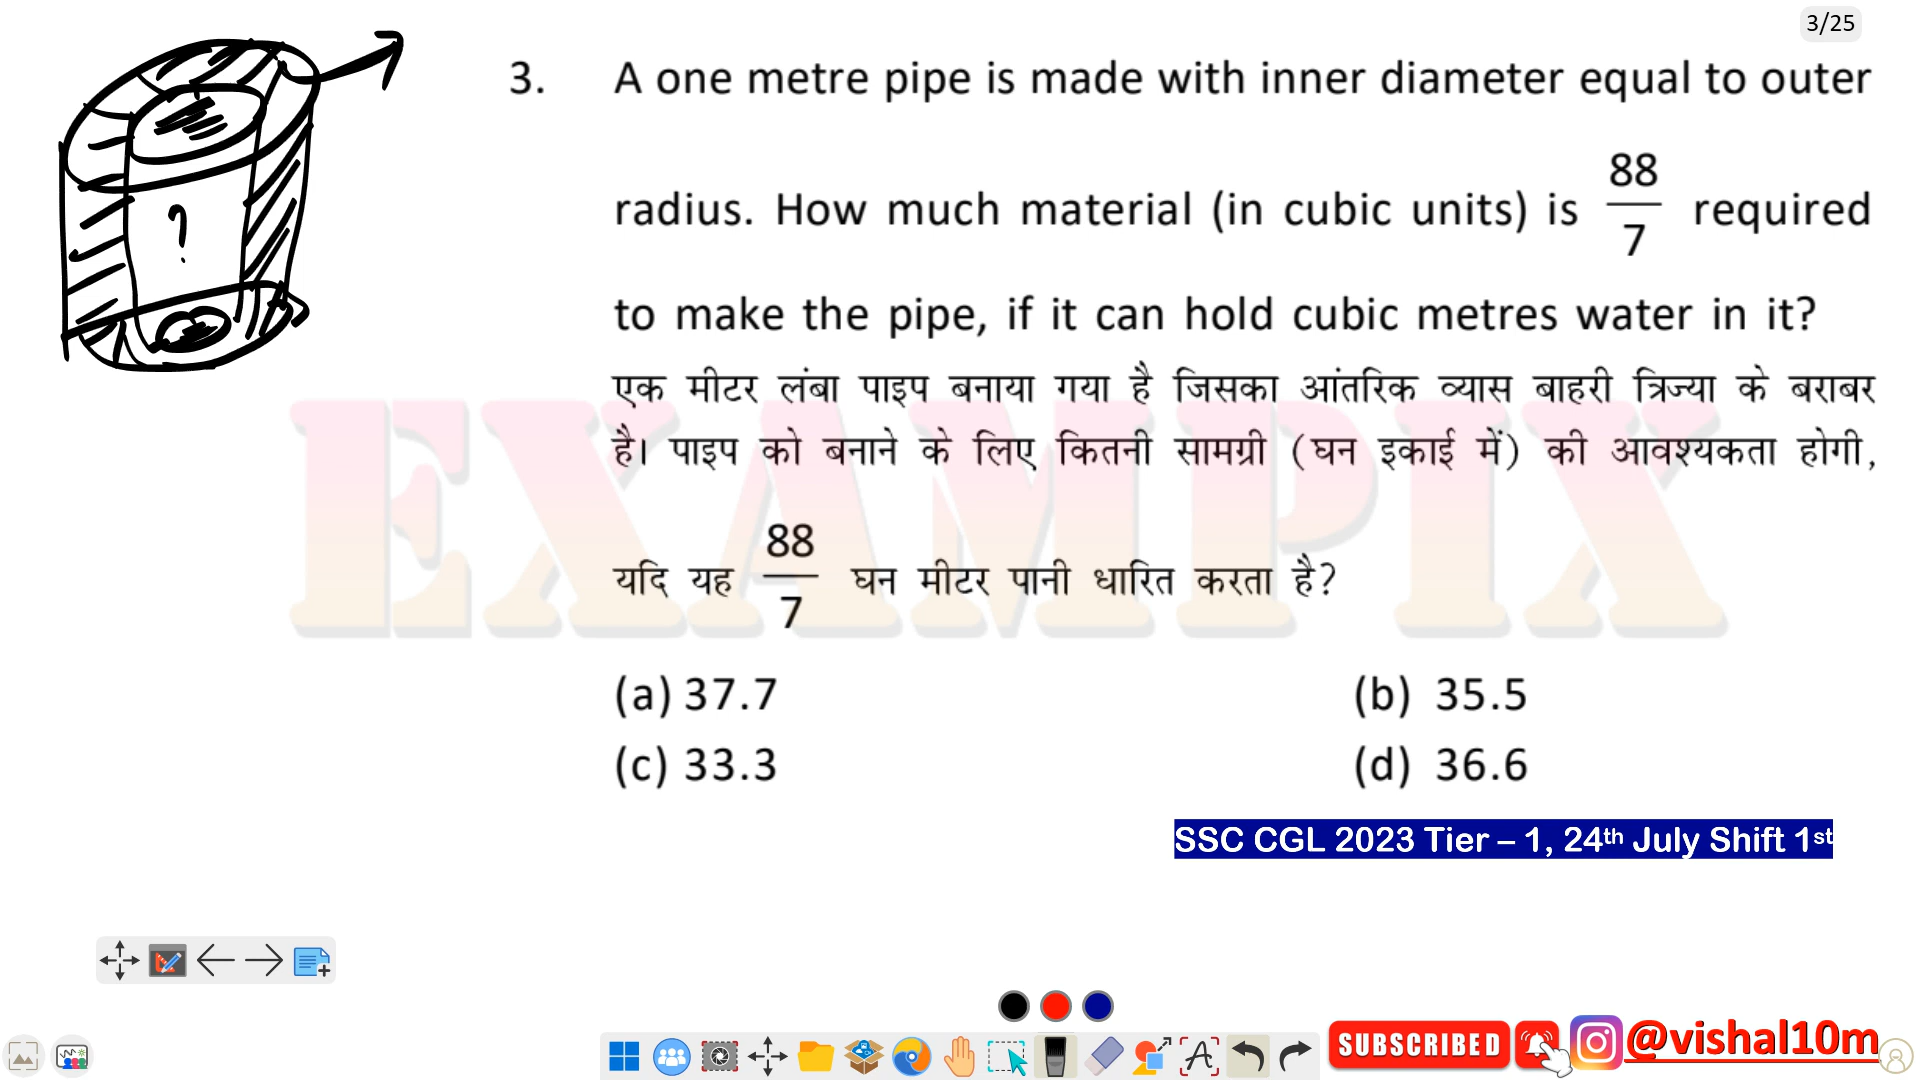 3/25
3. A one metre pipe is made with inner diameter equal to outer
radius. How much material (in cubic units) is 88/7 required
to make the pipe, if it can hold cubic metres water in it?
एक मीटर लंबा पाइप बनाया गया है जिसका आंतरिक व्यास बाहरी त्रिज्या के बराबर
है। पाइप को बनाने के लिए कितनी सामग्री (घन इकाई में) की आवश्यकता होगी,
यदि यह 88/7 घन मीटर पानी धारित करता है?
(a) 37.7 (b) 35.5
(c) 33.3 (d) 36.6
SSC CGL 2023 Tier – 1, 24th July Shift 1st
EXAMPIX
?
SUBSCRIBED @vishal10m